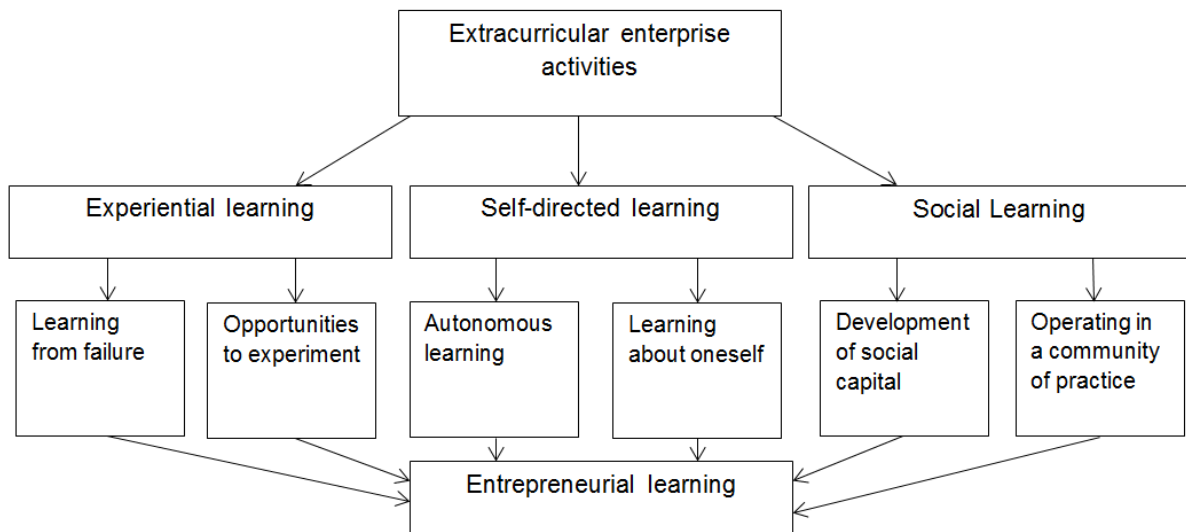 Extracurricular enterprise
activities
Experiential learning
Self-directed learning
Social Learning
Learning
from failure
Opportunities
to experiment
Autonomous
learning
Learning
about oneself
Development
of social
capital
Operating in
a community
of practice
Entrepreneurial learning